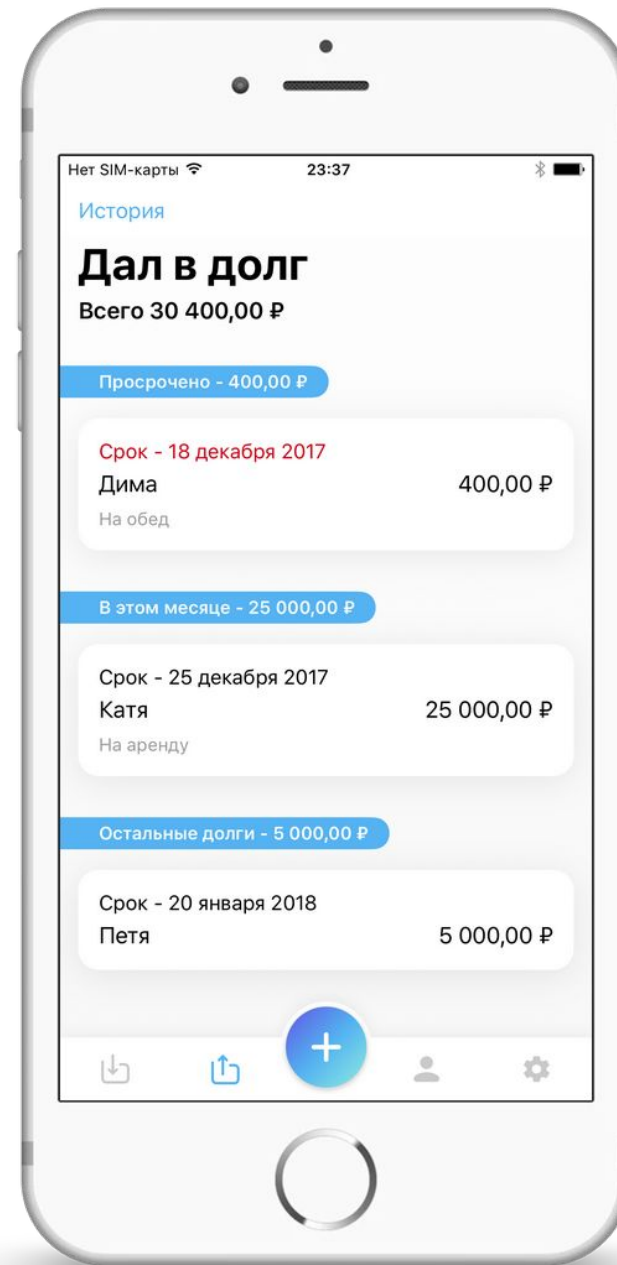 Нет SIM-карты 23:37
История
Дал в долг
Всего 30 400,00 ₽
Просрочено - 400,00 ₽
Срок - 18 декабря 2017
Дима 400,00 ₽
На обед
В этом месяце - 25 000,00 ₽
Срок - 25 декабря 2017
Катя 25 000,00 ₽
На аренду
Остальные долги - 5 000,00 ₽
Срок - 20 января 2018
Петя 5 000,00 ₽